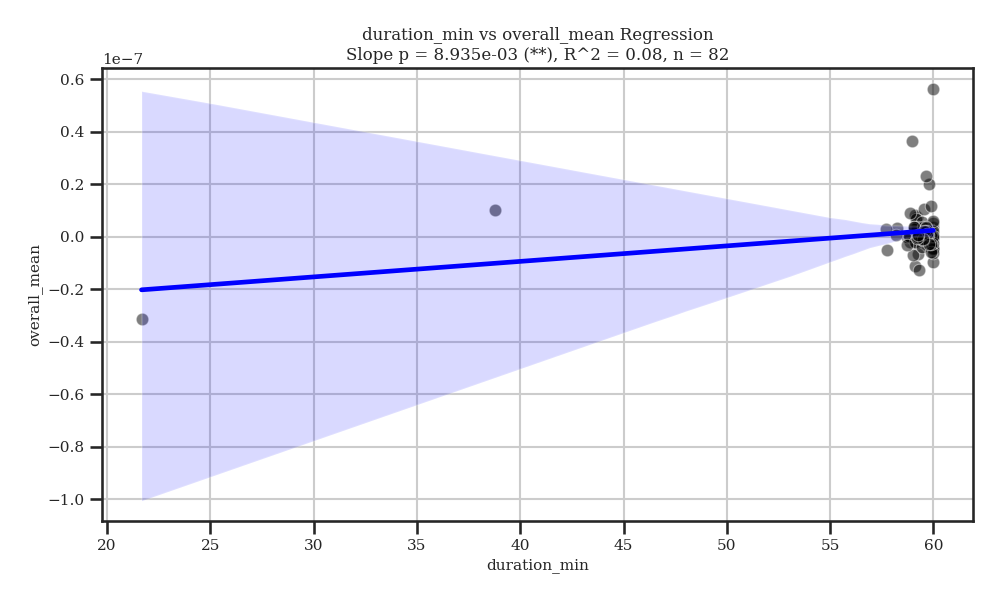 duration_min vs overall_mean Regression
Slope p = 8.935e-03 (**), R^2 = 0.08, n = 82
1e−7
0.6
0.4
0.2
0.0
−0.2
−0.4
−0.6
−0.8
−1.0
overall_mean
20 25 30 35 40 45 50 55 60
duration_min